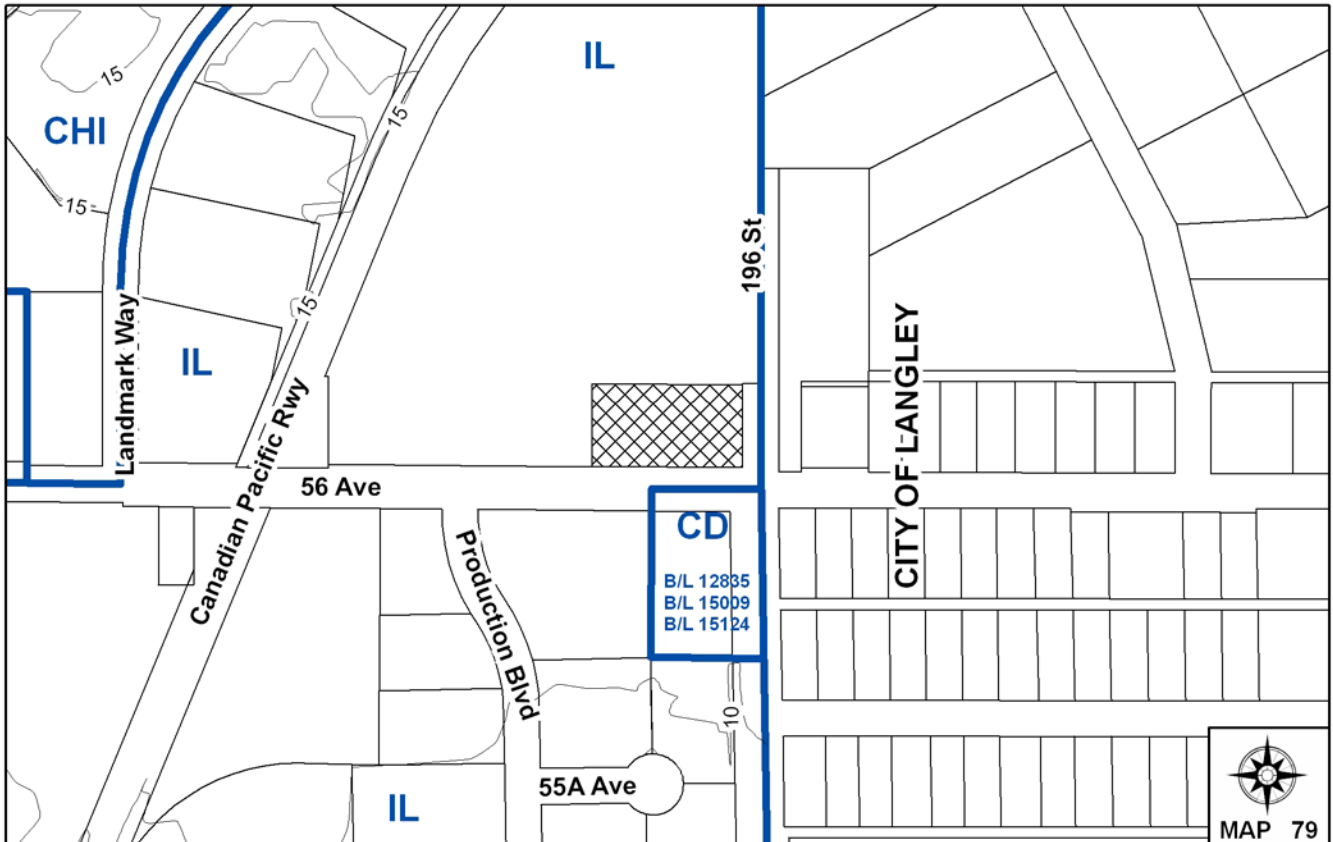 IL
15
CHI
15
15
196 St
15
Landmark Way
IL
CITY OF LANGLEY
Canadian Pacific Rwy
56 Ave
CD
Production Blvd
B/L 12835
B/L 15009
B/L 15124
10
55A Ave
IL
MAP 79